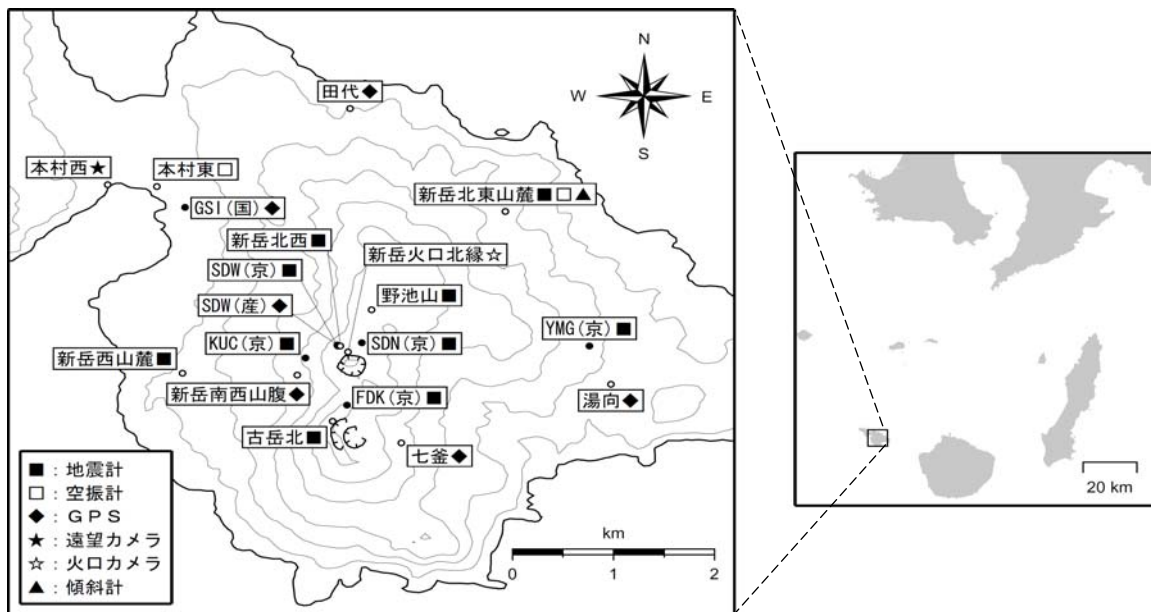 N
W E
S
田代◆
本村西★
本村東□
新岳北東山麓■□▲
GSI(国)◆
新岳北西■
新岳火口北縁☆
SDW(京)■
野池山■
SDW(産)◆
YMG(京)■
KUC(京)■
SDN(京)■
新岳西山麓■
新岳南西山腹◆
FDK(京)■
湯向◆
古岳北■
七釜◆
■：地震計
□：空振計
◆：ＧＰＳ
★：遠望カメラ
☆：火口カメラ
▲：傾斜計
km
0 1 2
20 km